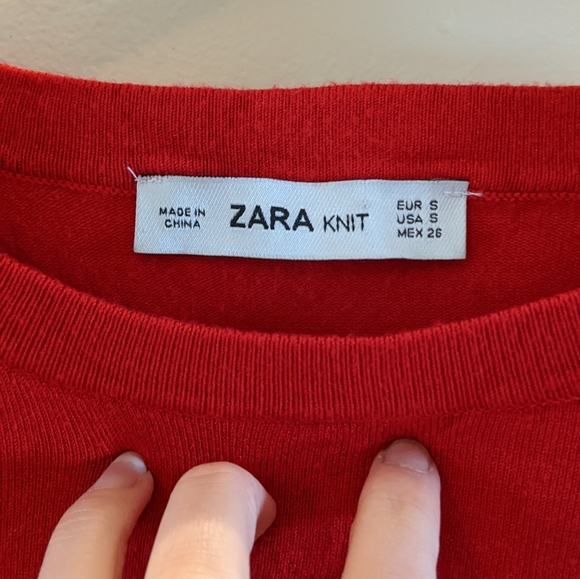 MADE IN
CHINA
ZARA KNIT
EUR S
USA S
MEX 26